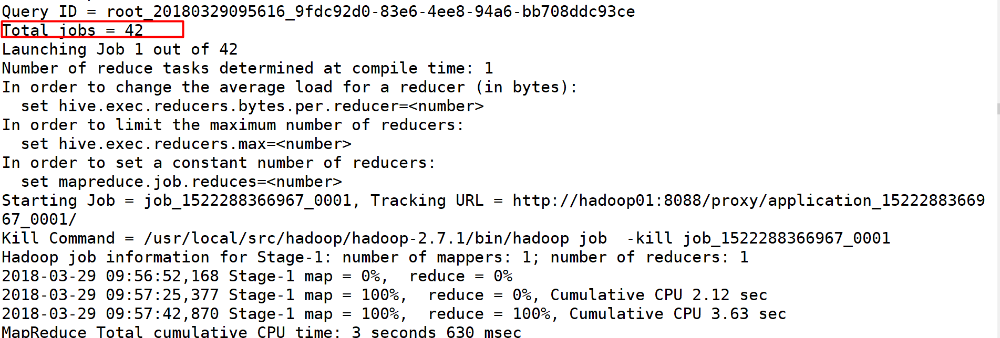 Query ID = root_20180329095616_9fdc92d0-83e6-4ee8-94a6-bb708ddc93ce
Total jobs = 42
Launching Job 1 out of 42
Number of reduce tasks determined at compile time: 1
In order to change the average load for a reducer (in bytes):
  set hive.exec.reducers.bytes.per.reducer=<number>
In order to limit the maximum number of reducers:
  set hive.exec.reducers.max=<number>
In order to set a constant number of reducers:
  set mapreduce.job.reduces=<number>
Starting Job = job_1522288366967_0001, Tracking URL = http://hadoop01:8088/proxy/application_15222883669
67_0001/
Kill Command = /usr/local/src/hadoop/hadoop-2.7.1/bin/hadoop job  -kill job_1522288366967_0001
Hadoop job information for Stage-1: number of mappers: 1; number of reducers: 1
2018-03-29 09:56:52,168 Stage-1 map = 0%,  reduce = 0%
2018-03-29 09:57:25,377 Stage-1 map = 100%,  reduce = 0%, Cumulative CPU 2.12 sec
2018-03-29 09:57:42,870 Stage-1 map = 100%,  reduce = 100%, Cumulative CPU 3.63 sec
MapReduce Total cumulative CPU time: 3 seconds 630 msec